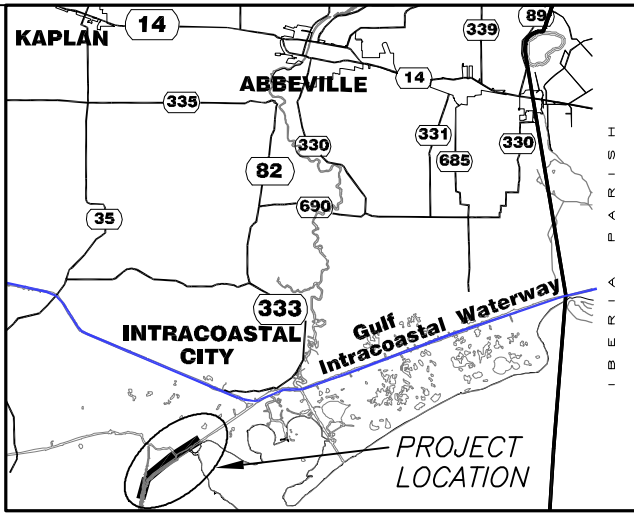 KAPLAN
14
339
89
ABBEVILLE
14
335
330
331
330
82
685
690
35
333
INTRACOASTAL
CITY
Gulf
Intracoastal Waterway
IBERIA PARISH
PROJECT
LOCATION